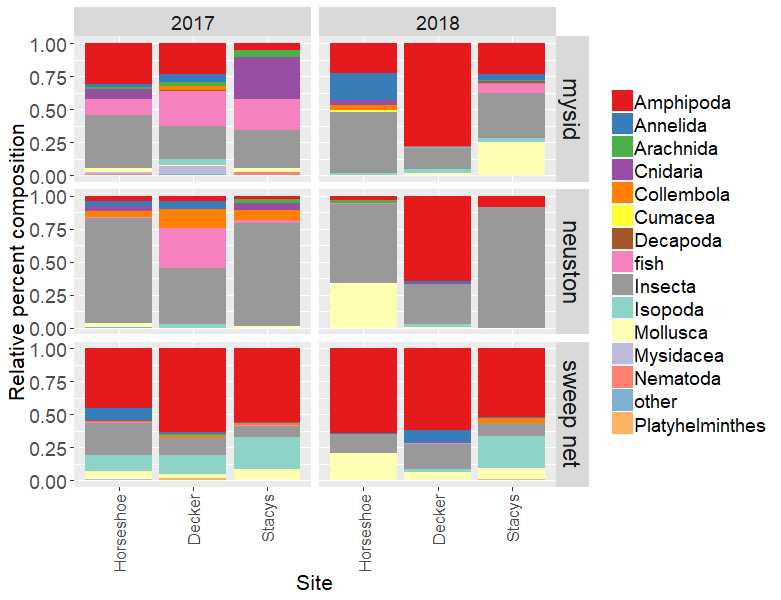 2017 2018
Relative percent composition
1.00
0.75
0.50
0.25
0.00
mysid
1.00
0.75
0.50
0.25
0.00
neuston
1.00
0.75
0.50
0.25
0.00
sweep net
Horseshoe Decker Stacys Horseshoe Decker Stacys
Site
Amphipoda
Annelida
Arachnida
Cnidaria
Collembola
Cumacea
Decapoda
fish
Insecta
Isopoda
Mollusca
Mysidacea
Nematoda
other
Platyhelminthes